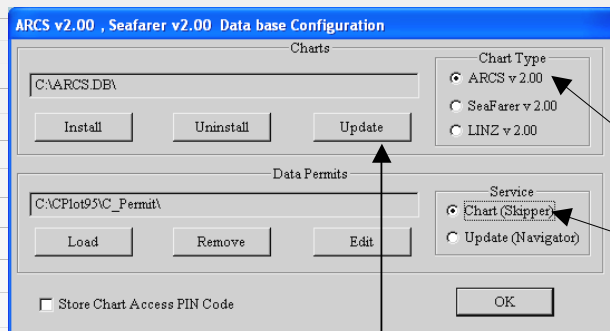 ARCS v2.00 , Seafarer v2.00 Data base Configuration
Charts
Chart Type
C:\ARCS.DB\
ARCS v 2.00
SeaFarer v 2.00
LINZ v 2.00
Install Uninstall Update
Data Permits
Service
C:\CPlot95\C_Permit\
Chart (Skipper)
Update (Navigator)
Load Remove Edit
Store Chart Access PIN Code
OK